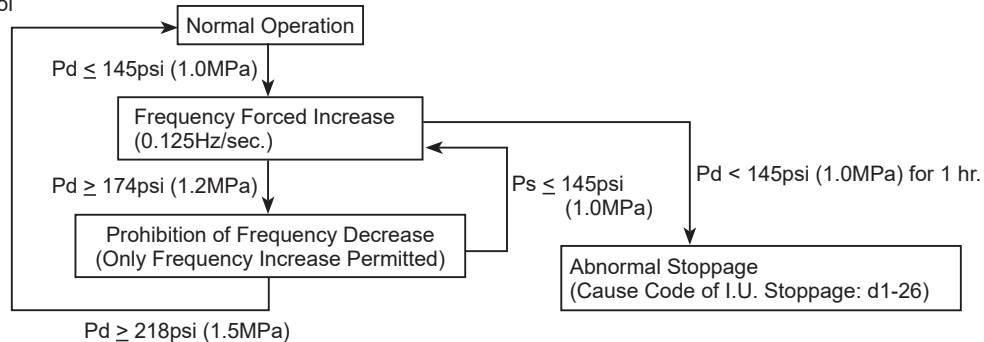 ol
Normal Operation
Pd ≤ 145psi (1.0MPa)
Frequency Forced Increase
(0.125Hz/sec.)
Pd ≥ 174psi (1.2MPa)
Ps ≤ 145psi
(1.0MPa)
Pd < 145psi (1.0MPa) for 1 hr.
Prohibition of Frequency Decrease
(Only Frequency Increase Permitted)
Abnormal Stoppage
(Cause Code of I.U. Stoppage: d1-26)
Pd ≥ 218psi (1.5MPa)